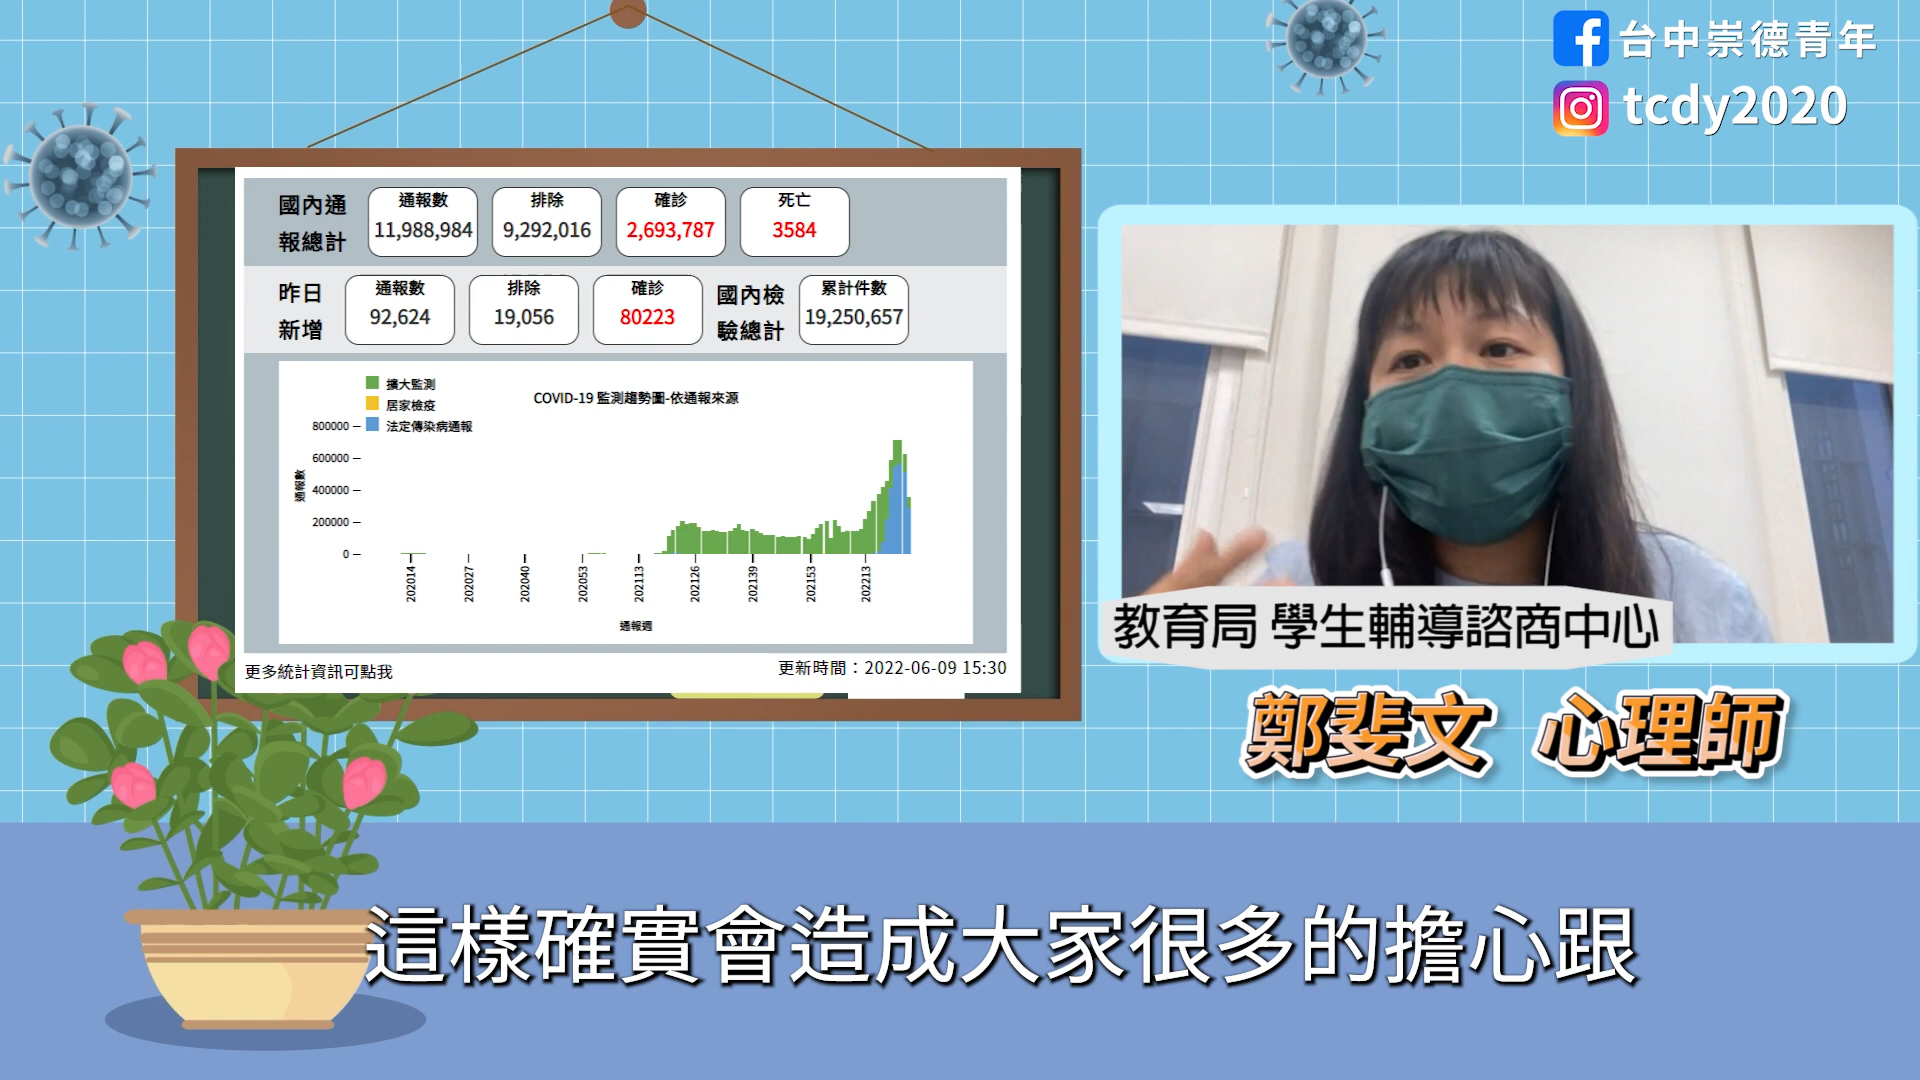 台中崇德青年
tcdy2020
國內通報總計
通報數
11,988,984
排除
9,292,016
確診
2,693,787
死亡
3584
昨日新增
通報數
92,624
排除
19,056
確診
80223
國內檢驗總計
累計件數
19,250,657
擴大監測
居家檢疫
法定傳染病通報
COVID-19 監測趨勢圖-依通報來源
通報數
800000
600000
400000
200000
0
202014
202027
202040
202053
202113
202126
202139
202153
202213
通報週
更多統計資訊可點我
更新時間：2022-06-09 15:30
教育局 學生輔導諮商中心
鄭斐文 心理師
這樣確實會造成大家很多的擔心跟